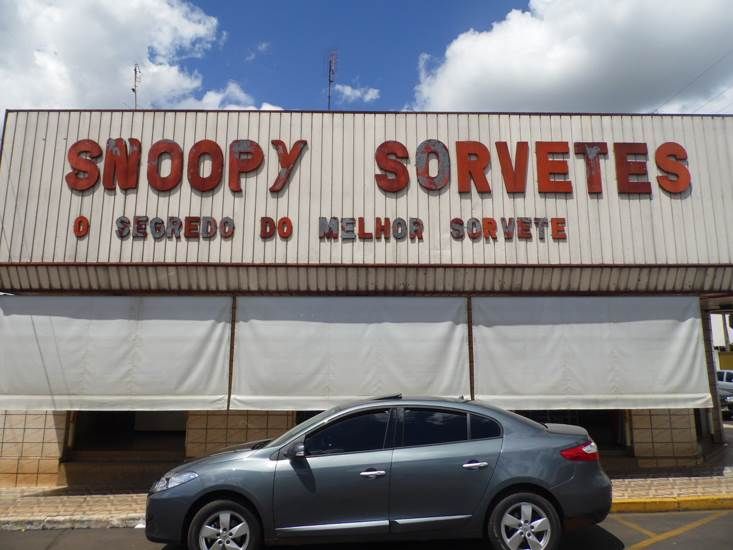 SNOOPY SORVETES
O SEGREDO DO MELHOR SORVETE